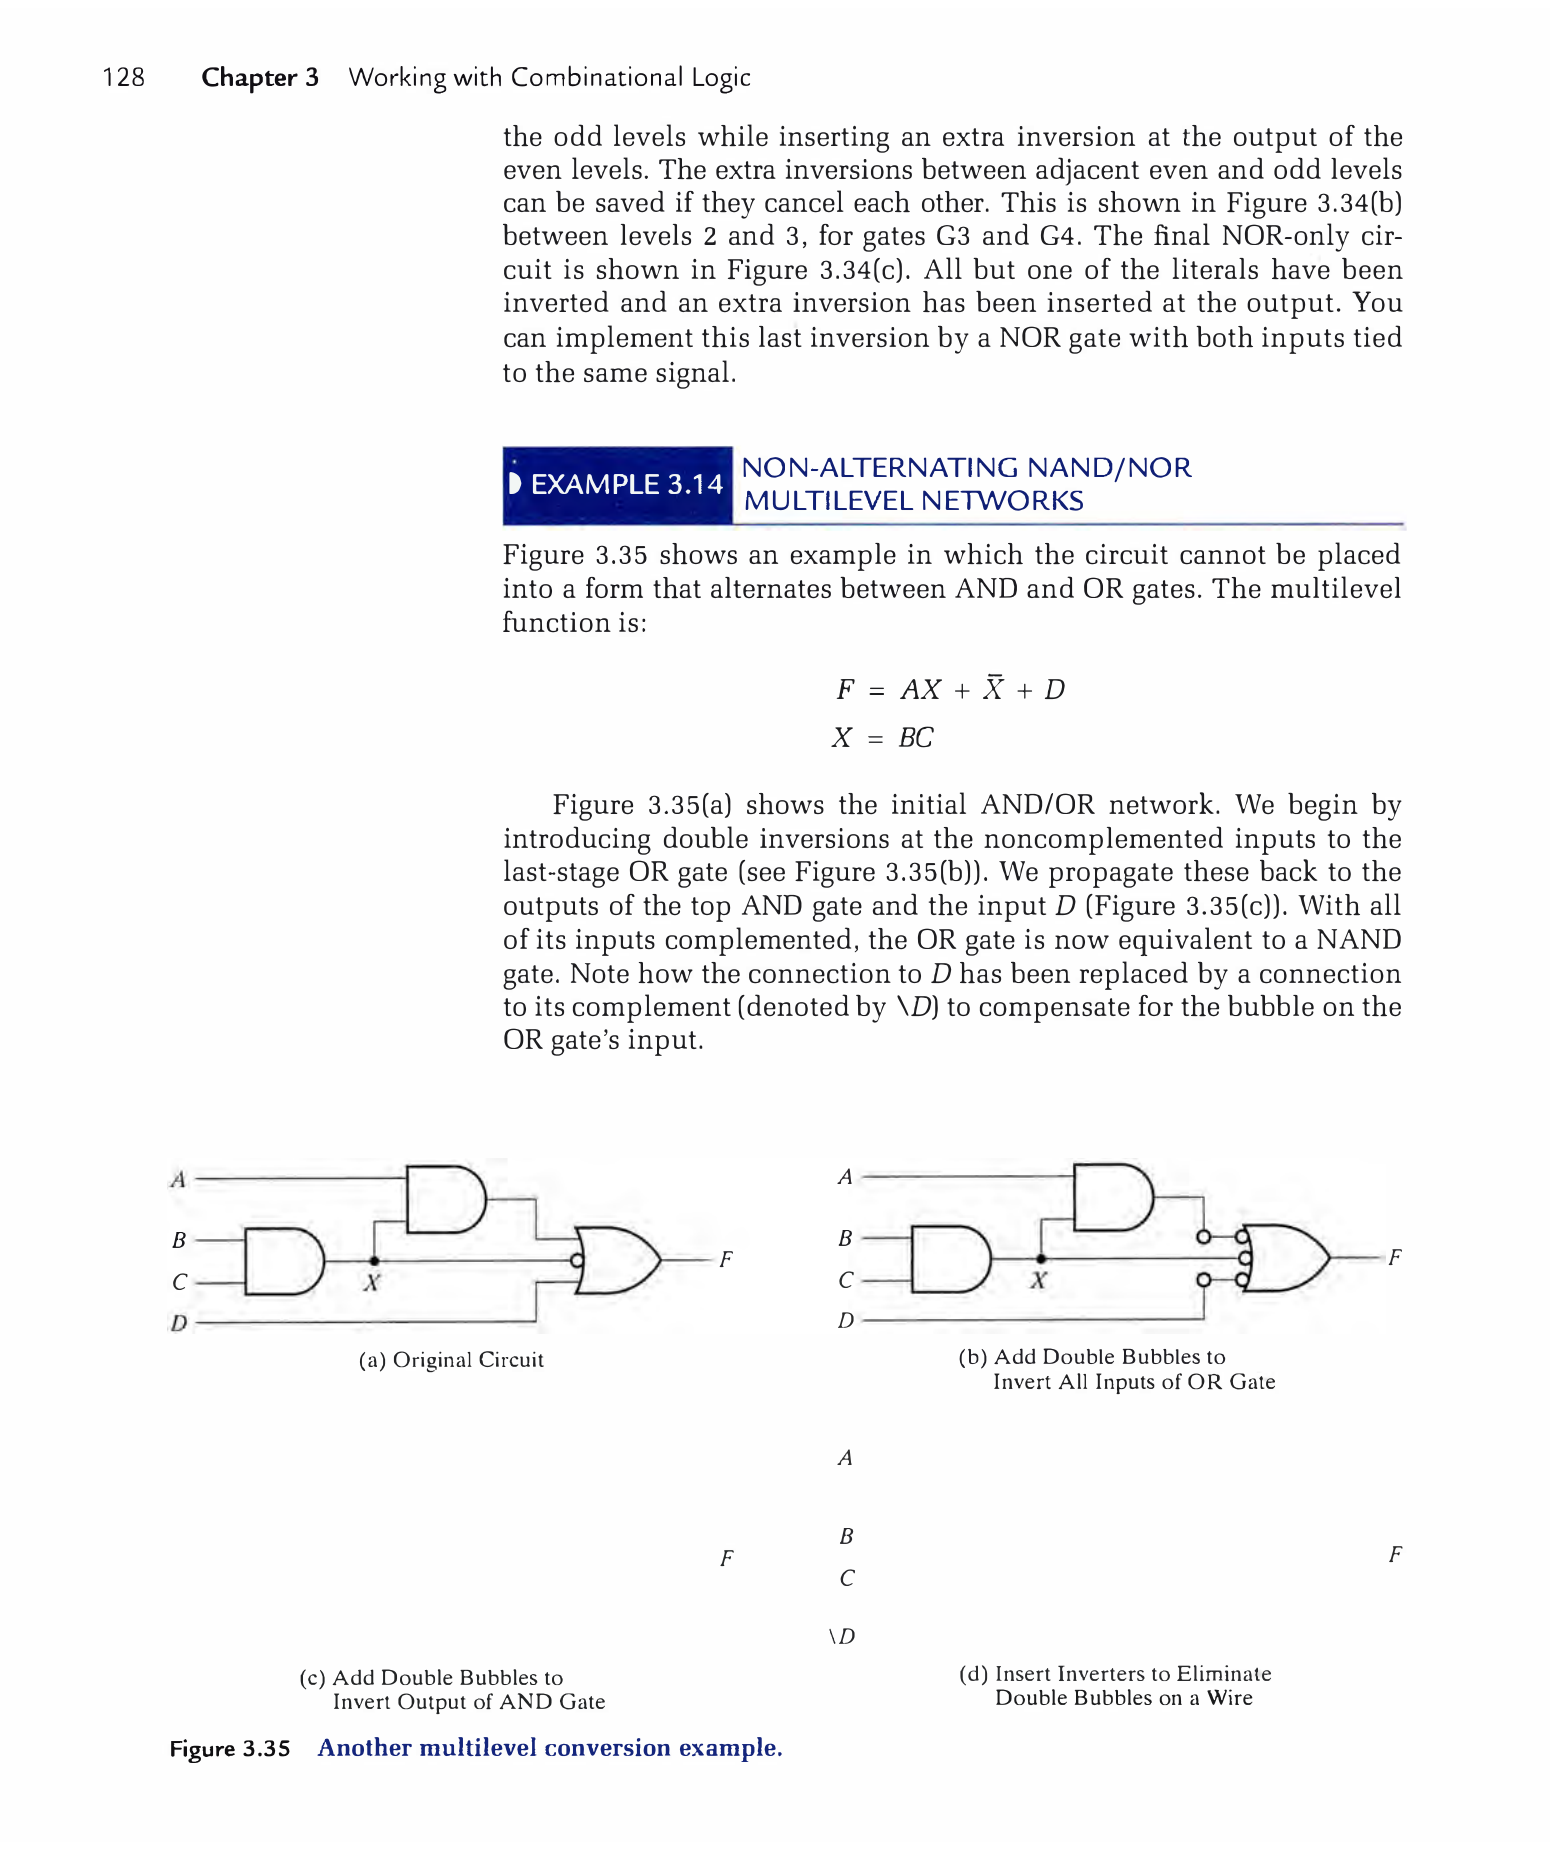 128 Chapter 3 Working with Combinational Logic
the odd levels while inserting an extra inversion at the output of the
even levels. The extra inversions between adjacent even and odd levels
can be saved if they cancel each other. This is shown in Figure 3.34(b)
between levels 2 and 3, for gates G3 and G4. The final NOR-only cir-
cuit is shown in Figure 3.34(c). All but one of the literals have been
inverted and an extra inversion has been inserted at the output. You
can implement this last inversion by a NOR gate with both inputs tied
to the same signal.
EXAMPLE 3.14 NON-ALTERNATING NAND/NOR
MULTILEVEL NETWORKS
Figure 3.35 shows an example in which the circuit cannot be placed
into a form that alternates between AND and OR gates. The multilevel
function is:
F = AX + X̄ + D
X = BC
Figure 3.35(a) shows the initial AND/OR network. We begin by
introducing double inversions at the noncomplemented inputs to the
last-stage OR gate (see Figure 3.35(b)). We propagate these back to the
outputs of the top AND gate and the input D (Figure 3.35(c)). With all
of its inputs complemented, the OR gate is now equivalent to a NAND
gate. Note how the connection to D has been replaced by a connection
to its complement (denoted by \D) to compensate for the bubble on the
OR gate's input.
A
B
C
D
X
F
(a) Original Circuit
A
B
C
D
X
F
(b) Add Double Bubbles to
Invert All Inputs of OR Gate
F
(c) Add Double Bubbles to
Invert Output of AND Gate
A
B
C
\D
F
(d) Insert Inverters to Eliminate
Double Bubbles on a Wire
Figure 3.35 Another multilevel conversion example.